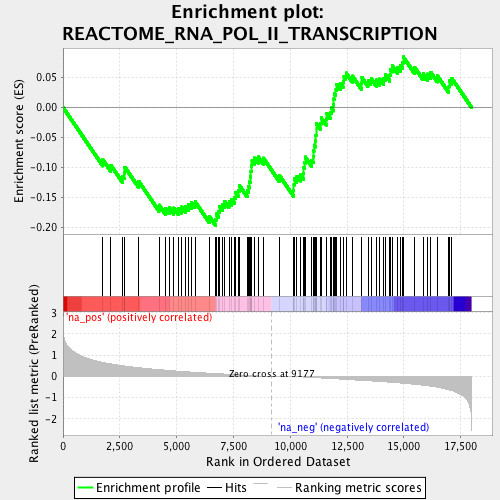 Enrichment plot:
REACTOME_RNA_POL_II_TRANSCRIPTION
Enrichment score (ES)
0.05
0.00
-0.05
-0.10
-0.15
-0.20
'na_pos' (positively correlated)
Ranked list metric (PreRanked)
3
2
1
0
-1
-2
Zero cross at 9177
'na_neg' (negatively correlated)
0
2,500
5,000
7,500
10,000
12,500
15,000
17,500
Rank in Ordered Dataset
Enrichment profile
Hits
Ranking metric scores